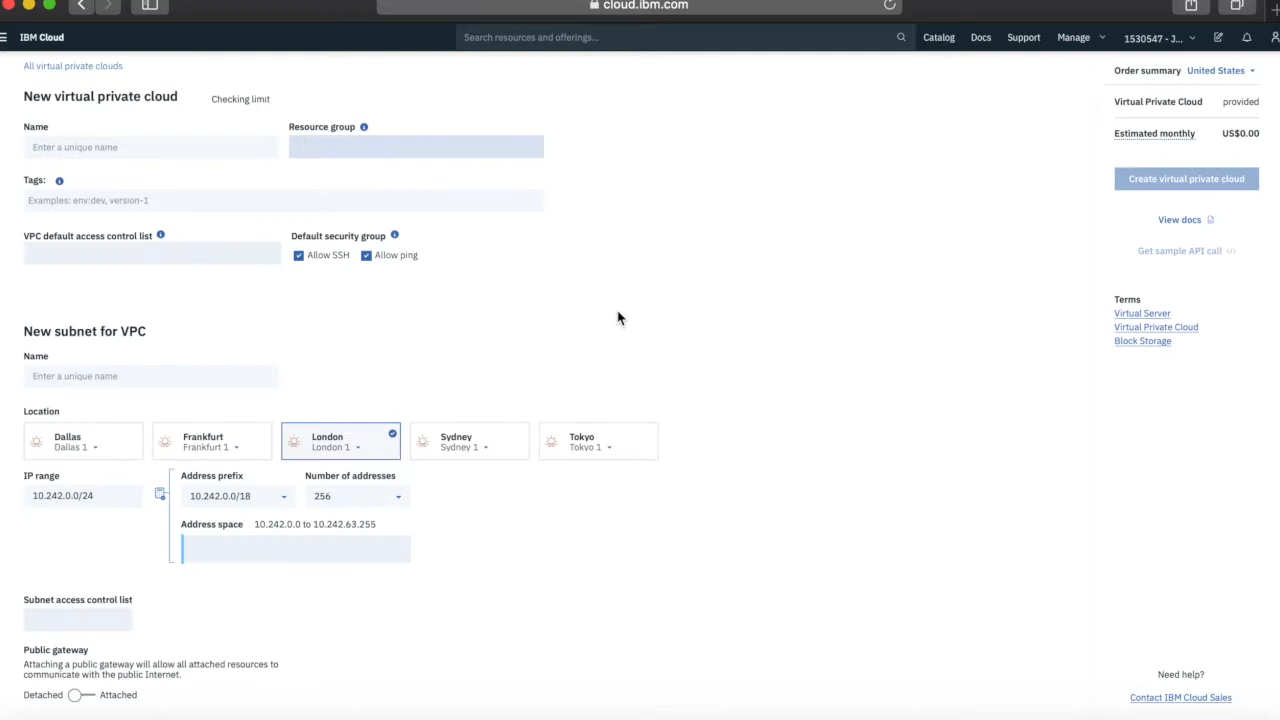 cloud.ibm.com
IBM Cloud
Search resources and offerings...
Catalog
Docs
Support
Manage
1530547 - J...
All virtual private clouds
New virtual private cloud
Checking limit
Name
Resource group
Enter a unique name
Tags:
Examples: env:dev, version-1
VPC default access control list
Default security group
Allow SSH
Allow ping
New subnet for VPC
Name
Enter a unique name
Location
Dallas
Dallas 1
Frankfurt
Frankfurt 1
London
London 1
Sydney
Sydney 1
Tokyo
Tokyo 1
IP range
Address prefix
Number of addresses
10.242.0.0/24
10.242.0.0/18
256
Address space 10.242.0.0 to 10.242.63.255
Subnet access control list
Public gateway
Attaching a public gateway will allow all attached resources to
communicate with the public Internet.
Detached
Attached
Order summary United States
Virtual Private Cloud provided
Estimated monthly US$0.00
Create virtual private cloud
View docs
Get sample API call
Terms
Virtual Server
Virtual Private Cloud
Block Storage
Need help?
Contact IBM Cloud Sales